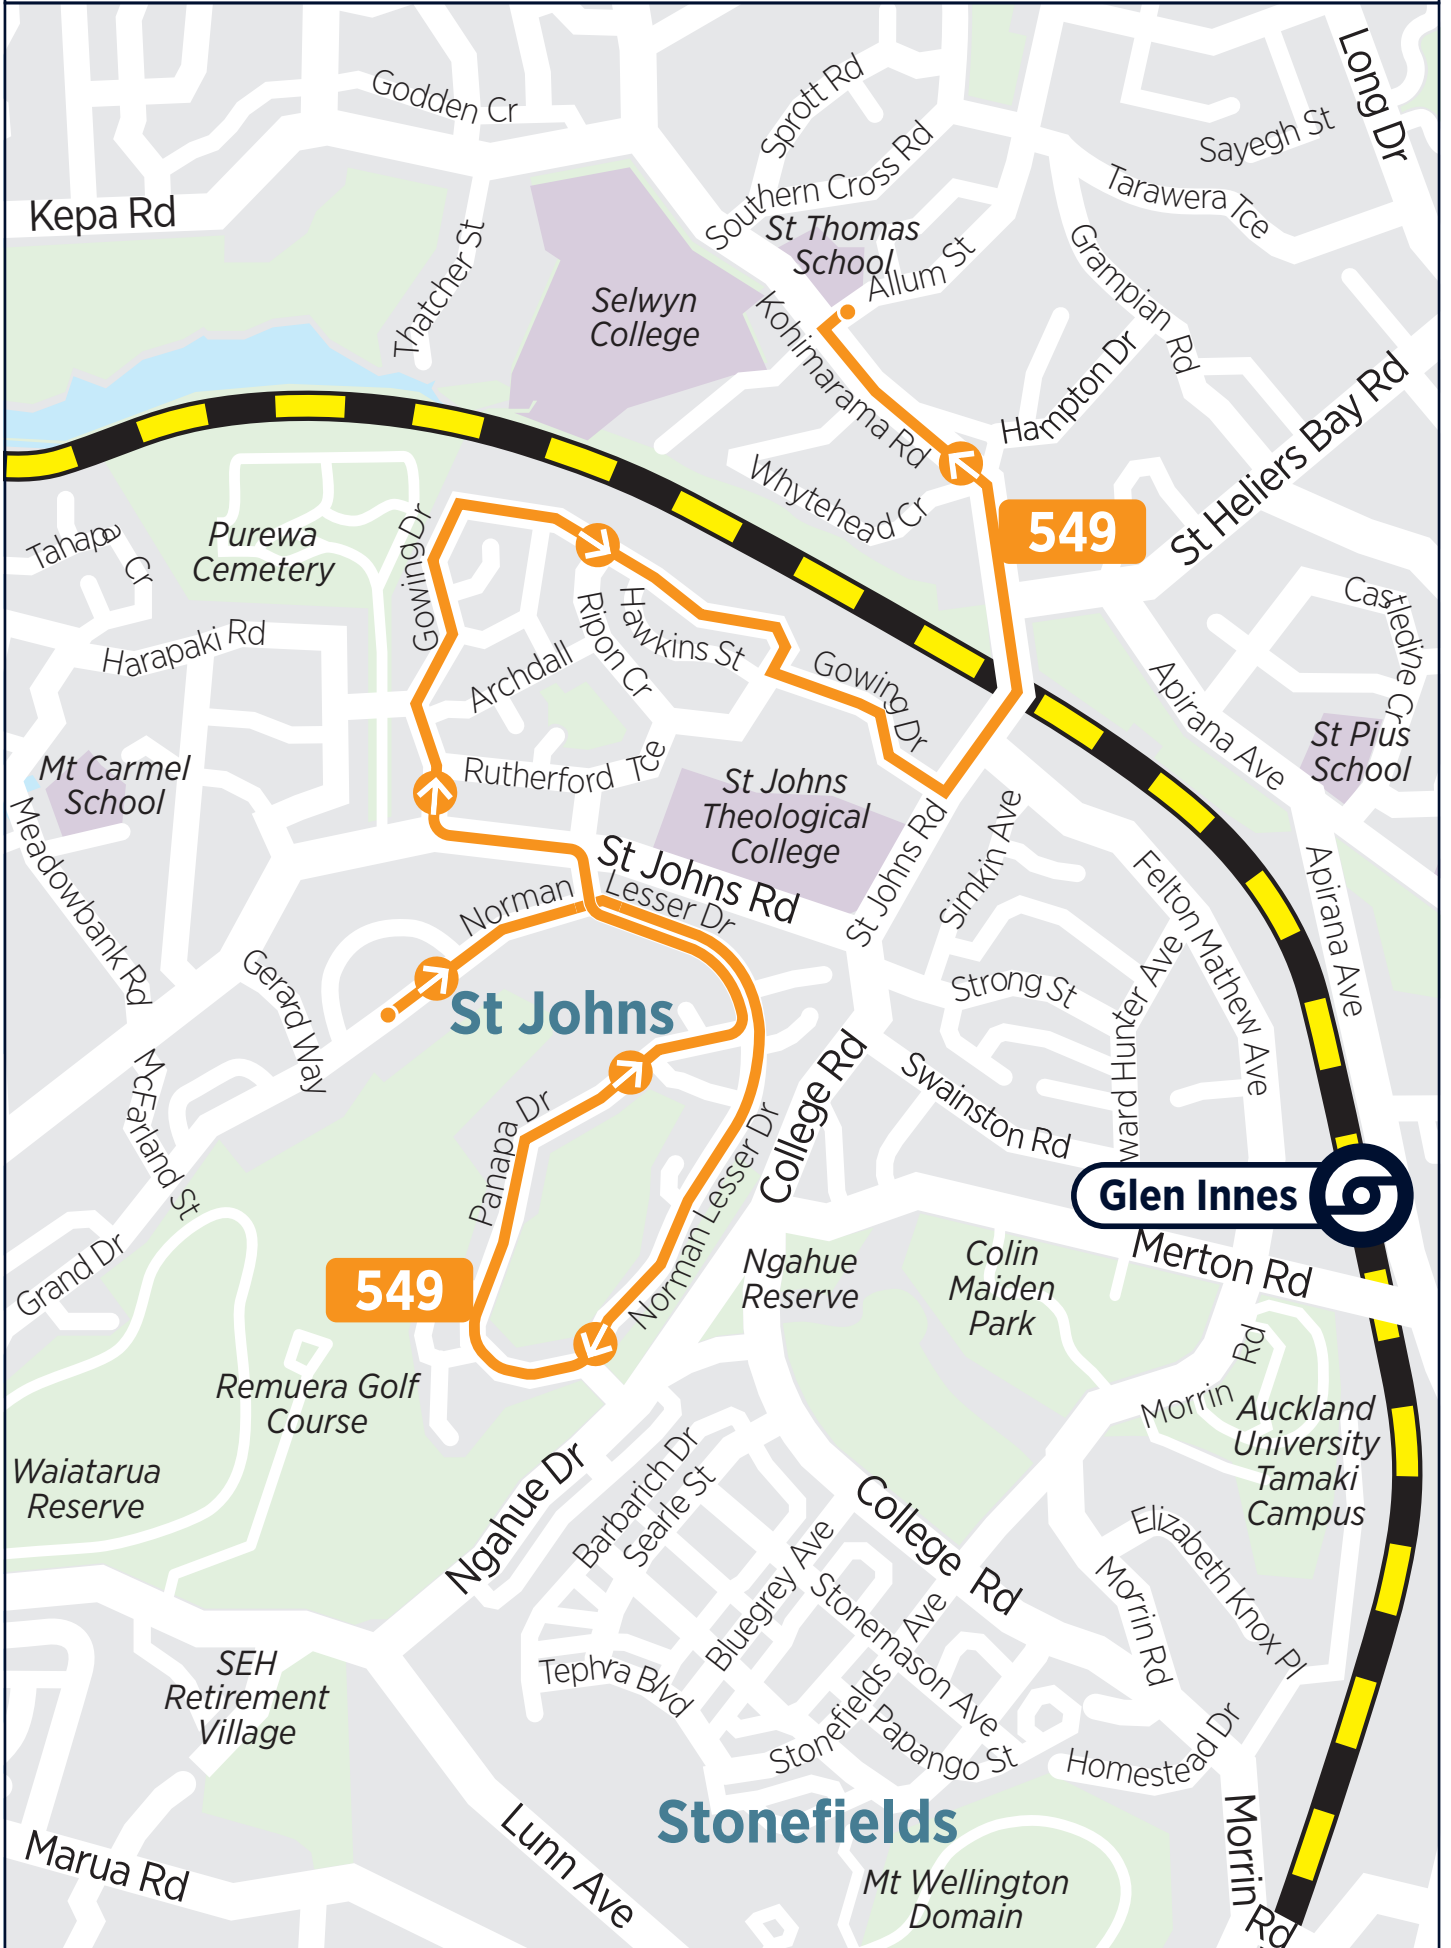 Godden Cr
Sprott Rd
Long Dr
Sayegh St
Southern Cross Rd
Tarawera Tce
Kepa Rd
St Thomas
School
Allum St
Thatcher St
Grampian Rd
Selwyn
College
Kohimarama Rd
Hampton Dr
St Heliers Bay Rd
Whytehead Cr
549
Tahapa Cr
Purewa
Cemetery
Gowing Dr
Castledine Cr
Harapaki Rd
Archdall
Ripon Cr
Hawkins St
Gowing Dr
Apirana Ave
St Pius
School
Mt Carmel
School
Rutherford Tce
St Johns
Theological
College
Meadowbank Rd
St Johns Rd
St Johns Rd
Simkin Ave
Felton Mathew Ave
Apirana Ave
Norman
Lesser Dr
Gerard Way
St Johns
Strong St
ward Hunter Ave
McFarland St
College Rd
Swainston Rd
Panapa Dr
Norman Lesser Dr
Glen Innes
Grand Dr
549
Ngahue
Reserve
Colin
Maiden
Park
Merton Rd
Remuera Golf
Course
Morrin Rd
Auckland
University
Tamaki
Campus
Waiatarua
Reserve
Ngahue Dr
Barbarich Dr
Searle St
College Rd
Elizabeth Knox Pl
Bluegrey Ave
Stonemason Ave
Morrin Rd
SEH
Retirement
Village
Tephra Blvd
Stonefields Ave
Papango St
Homestead Dr
Stonefields
Marua Rd
Lunn Ave
Mt Wellington
Domain
Morrin Rd